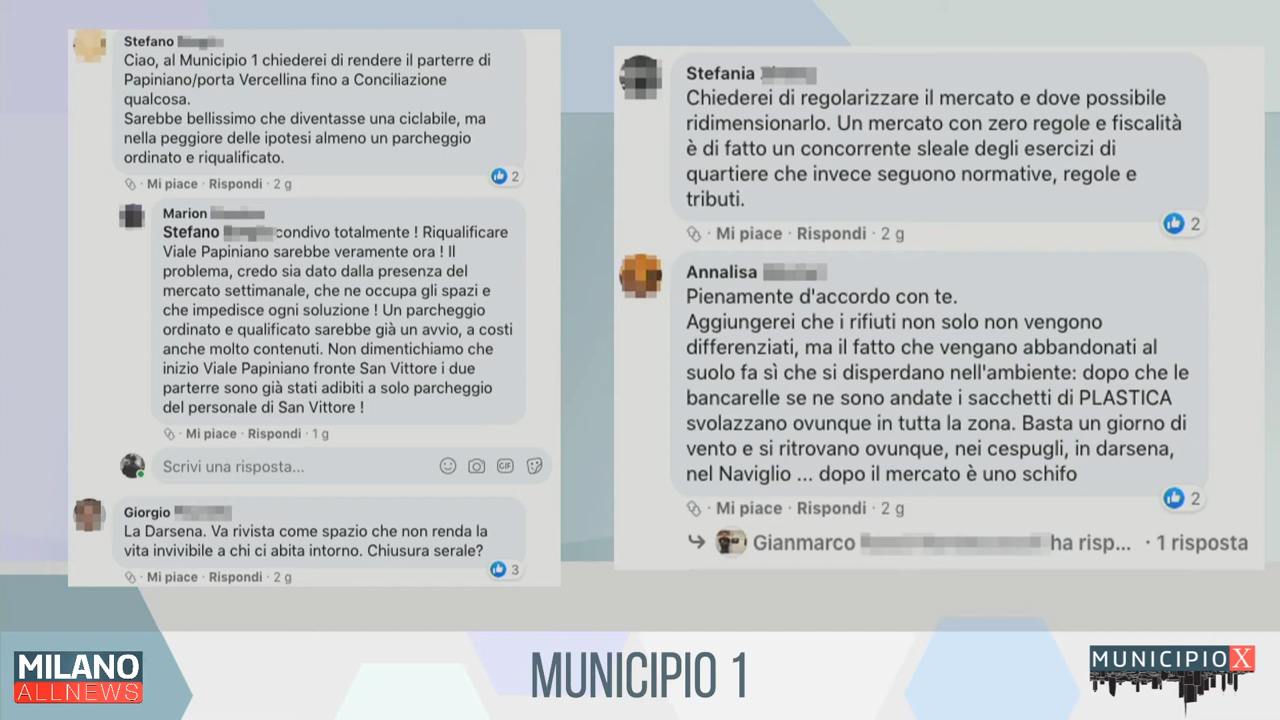 Stefano
Ciao, al Municipio 1 chiederei di rendere il parterre di
Papiniano/porta Vercellina fino a Conciliazione
qualcosa.
Sarebbe bellissimo che diventasse una ciclabile, ma
nella peggiore delle ipotesi almeno un parcheggio
ordinato e riqualificato.
Mi piace · Rispondi · 2 g
2
Marion
Stefano condivo totalmente ! Riqualificare
Viale Papiniano sarebbe veramente ora ! Il
problema, credo sia dato dalla presenza del
mercato settimanale, che ne occupa gli spazi e
che impedisce ogni soluzione ! Un parcheggio
ordinato e qualificato sarebbe già un avvio, a costi
anche molto contenuti. Non dimentichiamo che
inizio Viale Papiniano fronte San Vittore i due
parterre sono già stati adibiti a solo parcheggio
del personale di San Vittore !
Mi piace · Rispondi · 1 g
Scrivi una risposta...
GIF
Giorgio
La Darsena. Va rivista come spazio che non renda la
vita invivibile a chi ci abita intorno. Chiusura serale?
Mi piace · Rispondi · 2 g
3
Stefania
Chiederei di regolarizzare il mercato e dove possibile
ridimensionarlo. Un mercato con zero regole e fiscalità
è di fatto un concorrente sleale degli esercizi di
quartiere che invece seguono normative, regole e
tributi.
Mi piace · Rispondi · 2 g
2
Annalisa
Pienamente d'accordo con te.
Aggiungerei che i rifiuti non solo non vengono
differenziati, ma il fatto che vengano abbandonati al
suolo fa sì che si disperdano nell'ambiente: dopo che le
bancarelle se ne sono andate i sacchetti di PLASTICA
svolazzano ovunque in tutta la zona. Basta un giorno di
vento e si ritrovano ovunque, nei cespugli, in darsena,
nel Naviglio ... dopo il mercato è uno schifo
Mi piace · Rispondi · 2 g
2
Gianmarco ha risp... · 1 risposta
MILANO
ALLNEWS
MUNICIPIO 1
MUNICIPIO X